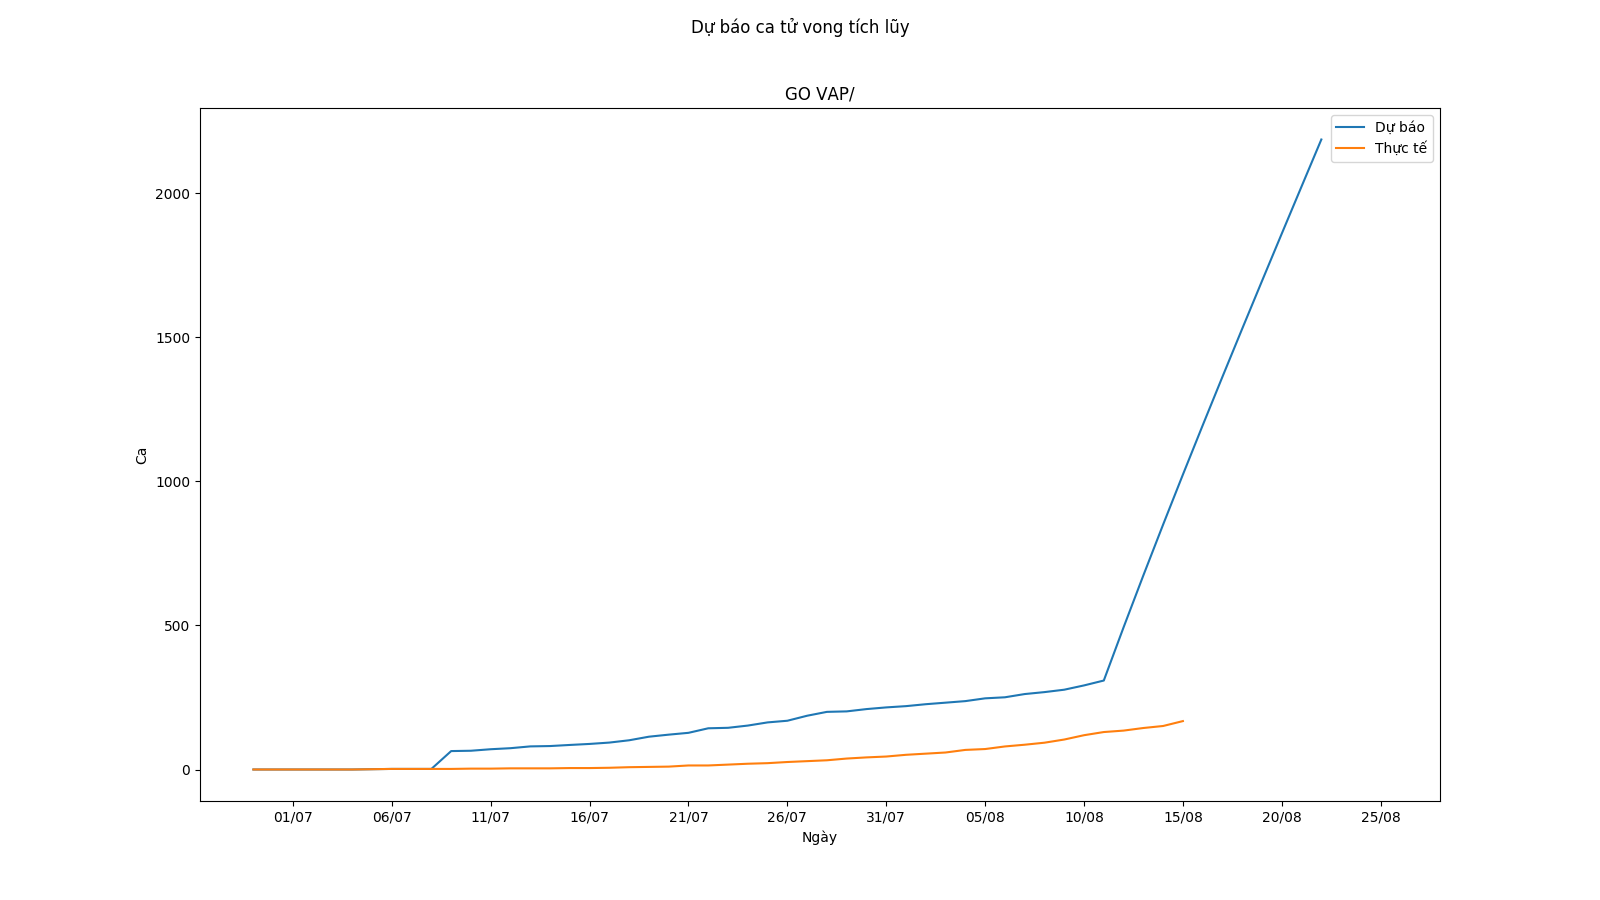 Dự báo ca tử vong tích lũy
GO VAP/
Dự báo
Thực tế
2000
1500
1000
500
0
Ca
01/07 06/07 11/07 16/07 21/07 26/07 31/07 05/08 10/08 15/08 20/08 25/08
Ngày